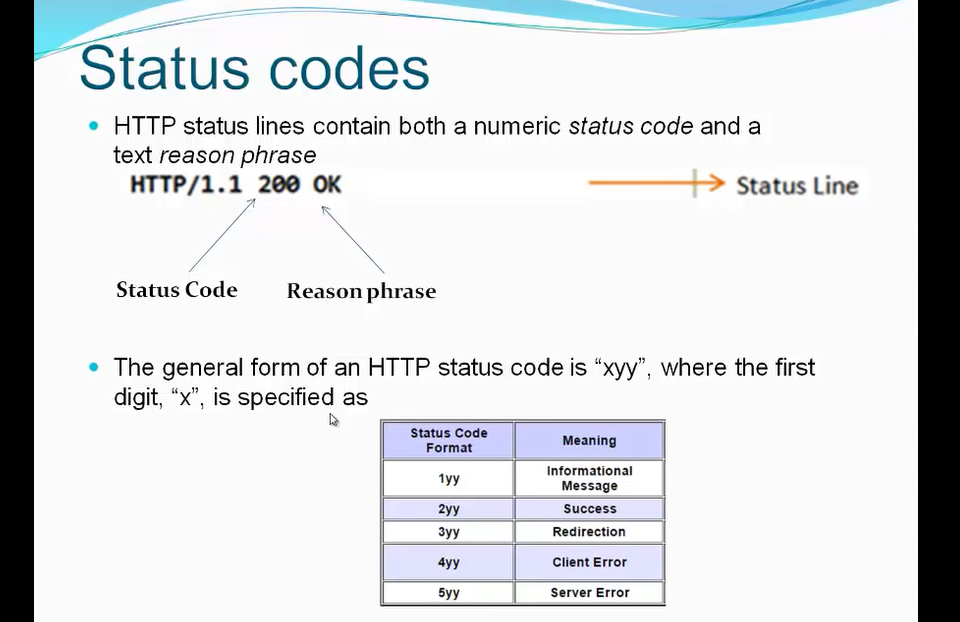 Status codes
• HTTP status lines contain both a numeric status code and a
text reason phrase
HTTP/1.1 200 OK
Status Line
Status Code
Reason phrase
• The general form of an HTTP status code is “xyy”, where the first
digit, “x”, is specified as
Status Code
Format
Meaning
1yy
Informational
Message
2yy
Success
3yy
Redirection
4yy
Client Error
5yy
Server Error